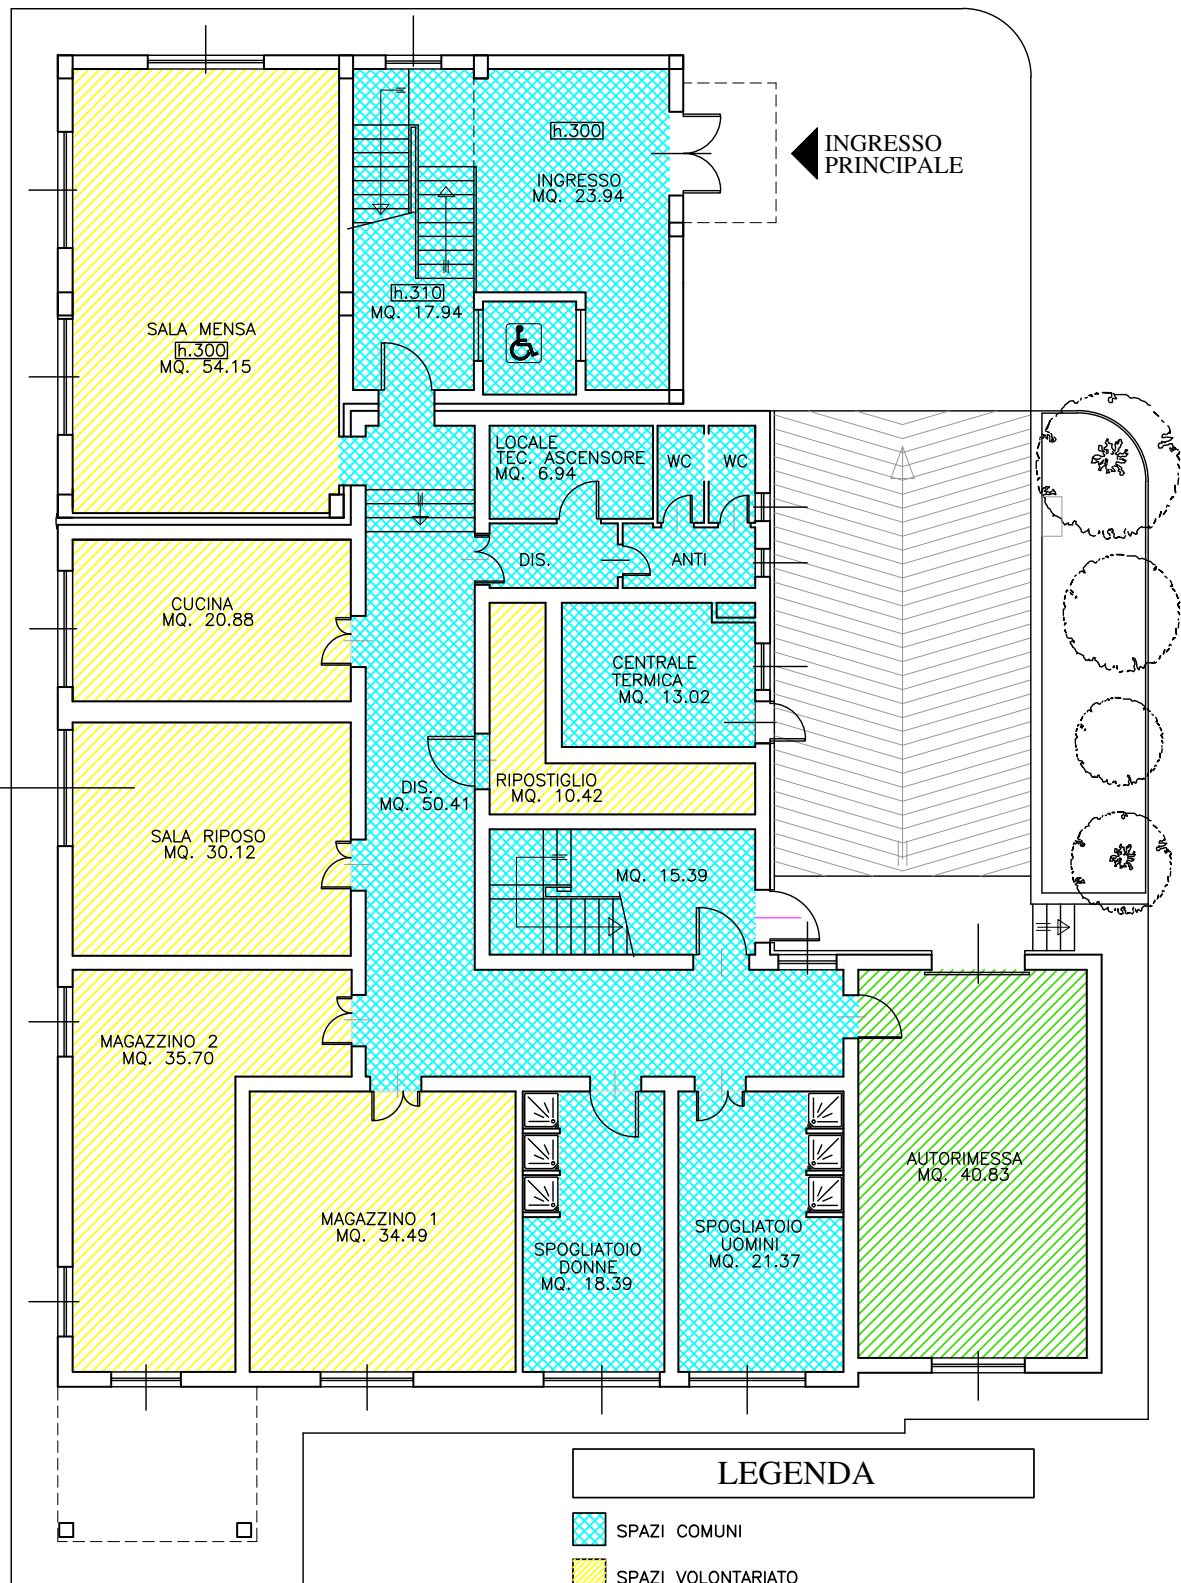 INGRESSO
PRINCIPALE
h.300
INGRESSO
MQ. 23.94
h.310
MQ. 17.94
SALA MENSA
h.300
MQ. 54.15
LOCALE
TEC. ASCENSORE
MQ. 6.94
WC
WC
DIS.
ANTI
CUCINA
MQ. 20.88
CENTRALE
TERMICA
MQ. 13.02
RIPOSTIGLIO
MQ. 10.42
DIS.
MQ. 50.41
SALA RIPOSO
MQ. 30.12
MQ. 15.39
MAGAZZINO 2
MQ. 35.70
AUTORIMESSA
MQ. 40.83
MAGAZZINO 1
MQ. 34.49
SPOGLIATOIO
DONNE
MQ. 18.39
SPOGLIATOIO
UOMINI
MQ. 21.37
LEGENDA
SPAZI COMUNI
SPAZI VOLONTARIATO